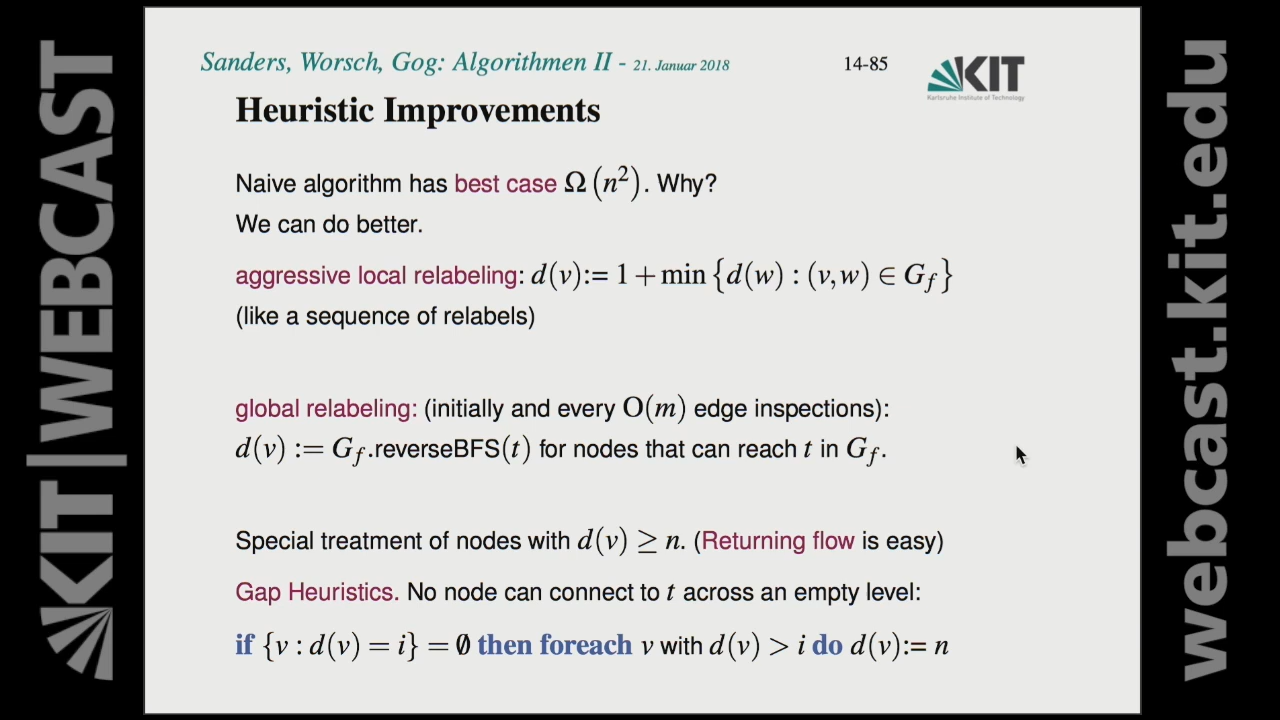 KIT|WEBCAST
Sanders, Worsch, Gog: Algorithmen II - 21. Januar 2018
14-85
KIT
Karlsruhe Institute of Technology
Heuristic Improvements
Naive algorithm has best case Ω(n²). Why?
We can do better.
aggressive local relabeling: d(v):= 1+min {d(w) : (v,w) ∈ G_f}
(like a sequence of relabels)
global relabeling: (initially and every O(m) edge inspections):
d(v) := G_f.reverseBFS(t) for nodes that can reach t in G_f.
Special treatment of nodes with d(v) ≥ n. (Returning flow is easy)
Gap Heuristics. No node can connect to t across an empty level:
if {v : d(v) = i} = ∅ then foreach v with d(v) > i do d(v):= n
webcast.kit.edu